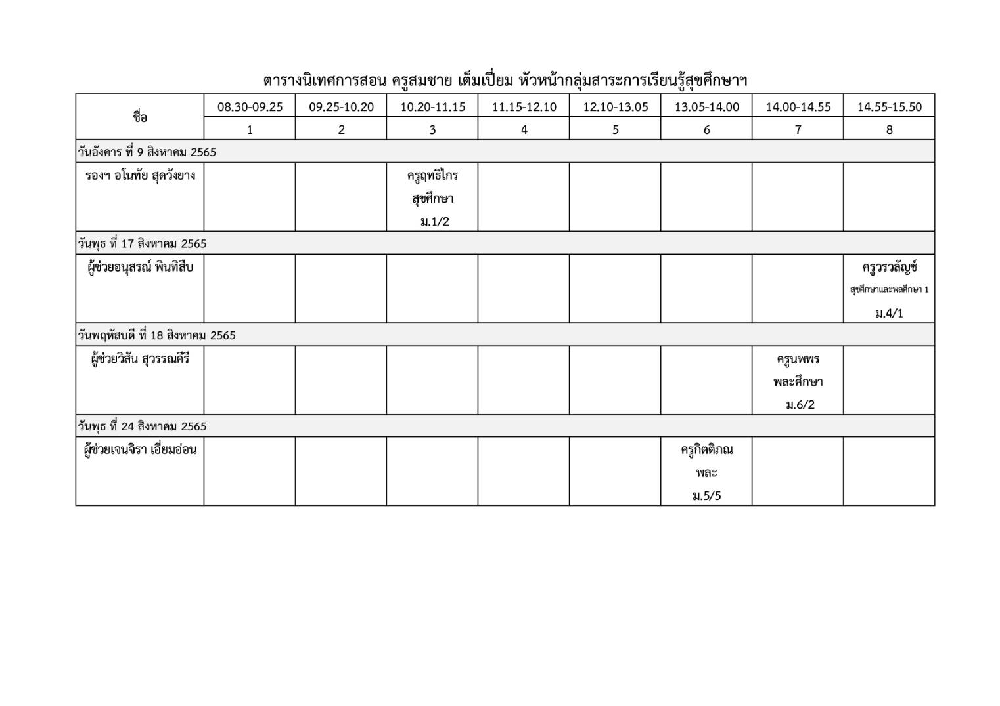 ตารางนิเทศการสอน ครูสมชาย เต็มเปี่ยม หัวหน้ากลุ่มสาระการเรียนรู้สุขศึกษาฯ
ชื่อ 08.30-09.25 09.25-10.20 10.20-11.15 11.15-12.10 12.10-13.05 13.05-14.00 14.00-14.55 14.55-15.50
1 2 3 4 5 6 7 8
วันอังคาร ที่ 9 สิงหาคม 2565
รองฯ อโนทัย สุดวังยาง ครูฤทธิไกร
สุขศึกษา
ม.1/2
วันพุธ ที่ 17 สิงหาคม 2565
ผู้ช่วยอนุสรณ์ พินทิสืบ ครูวรวลัญช์
สุขศึกษาและพลศึกษา 1
ม.4/1
วันพฤหัสบดี ที่ 18 สิงหาคม 2565
ผู้ช่วยวิสัน สุวรรณคีรี ครูนพพร
พละศึกษา
ม.6/2
วันพุธ ที่ 24 สิงหาคม 2565
ผู้ช่วยเจนจิรา เอี่ยมอ่อน ครูกิตติภณ
พละ
ม.5/5